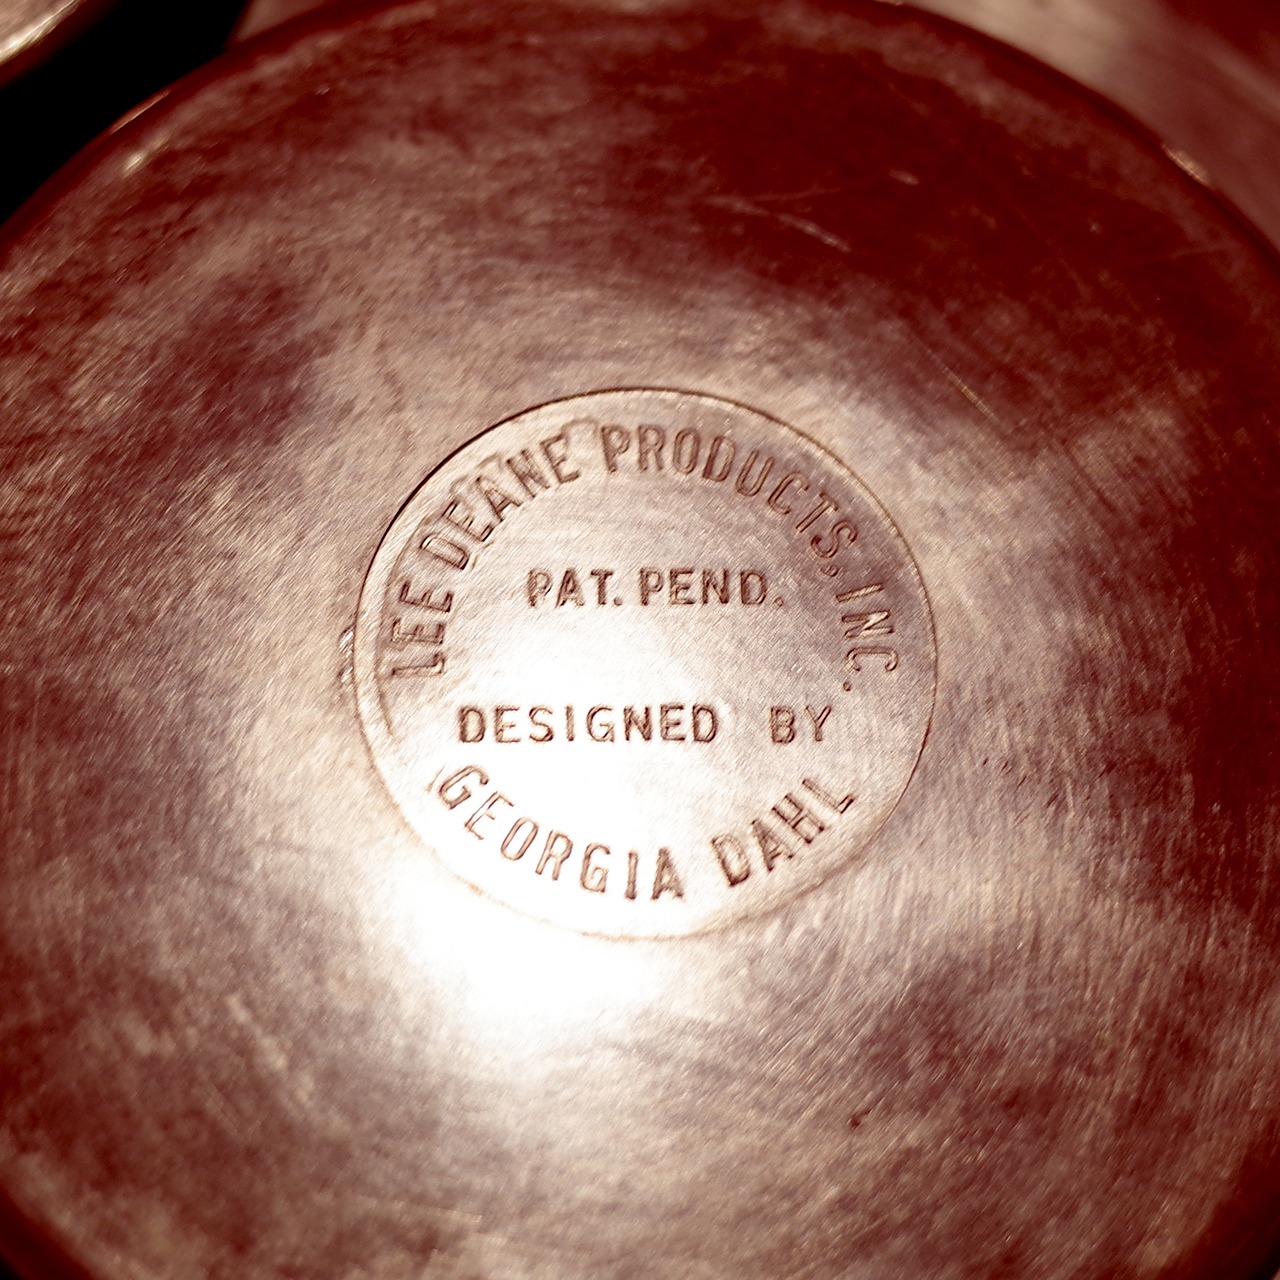 LEE DEANE PRODUCTS, INC.
PAT. PEND.
DESIGNED BY
GEORGIA DAHL